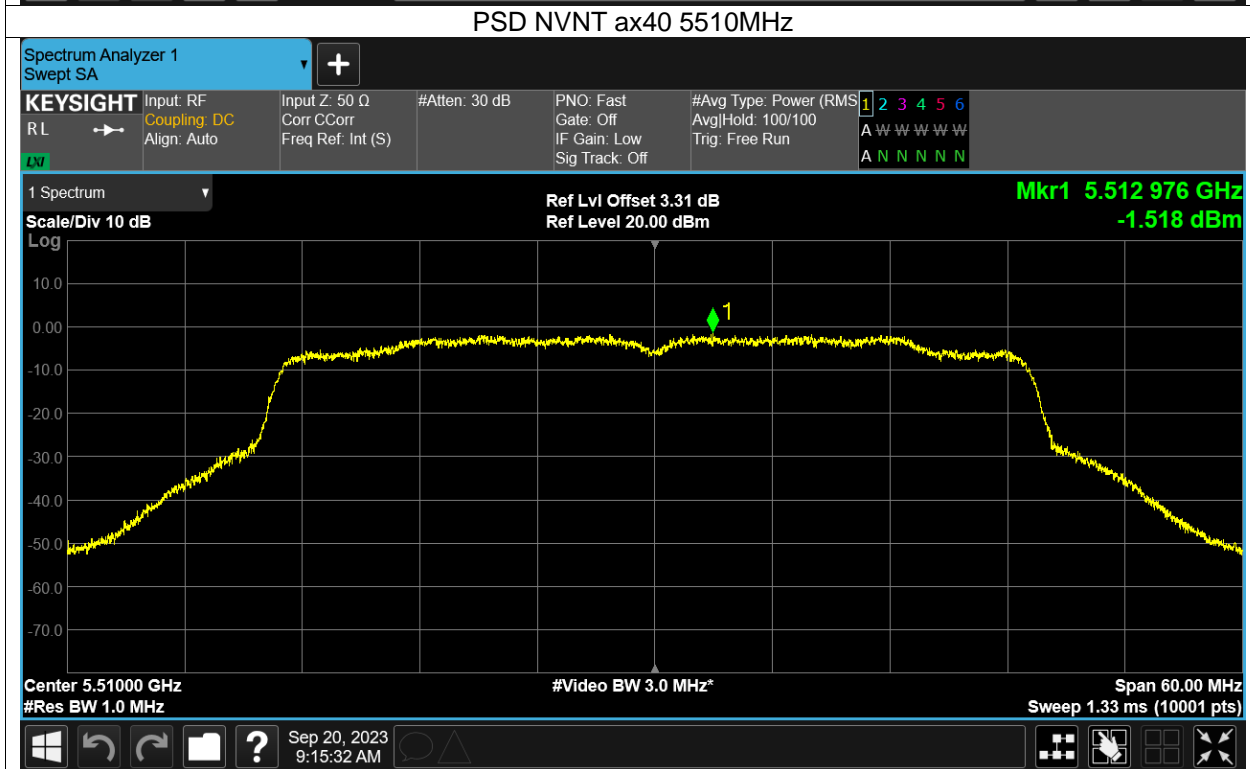 PSD NVNT ax40 5510MHz
Spectrum Analyzer 1
Swept SA
KEYSIGHT
RL
LXI
Input: RF
Coupling: DC
Align: Auto
Input Z: 50 Ω
Corr CCorr
Freq Ref: Int (S)
#Atten: 30 dB
PNO: Fast
Gate: Off
IF Gain: Low
Sig Track: Off
#Avg Type: Power (RMS
Avg|Hold: 100/100
Trig: Free Run
1 2 3 4 5 6
A W W W W W
A N N N N N
1 Spectrum
Scale/Div 10 dB
Log
Ref Lvl Offset 3.31 dB
Ref Level 20.00 dBm
Mkr1 5.512 976 GHz
-1.518 dBm
1
10.0
0.00
-10.0
-20.0
-30.0
-40.0
-50.0
-60.0
-70.0
Center 5.51000 GHz
#Res BW 1.0 MHz
#Video BW 3.0 MHz*
Span 60.00 MHz
Sweep 1.33 ms (10001 pts)
?
Sep 20, 2023
9:15:32 AM